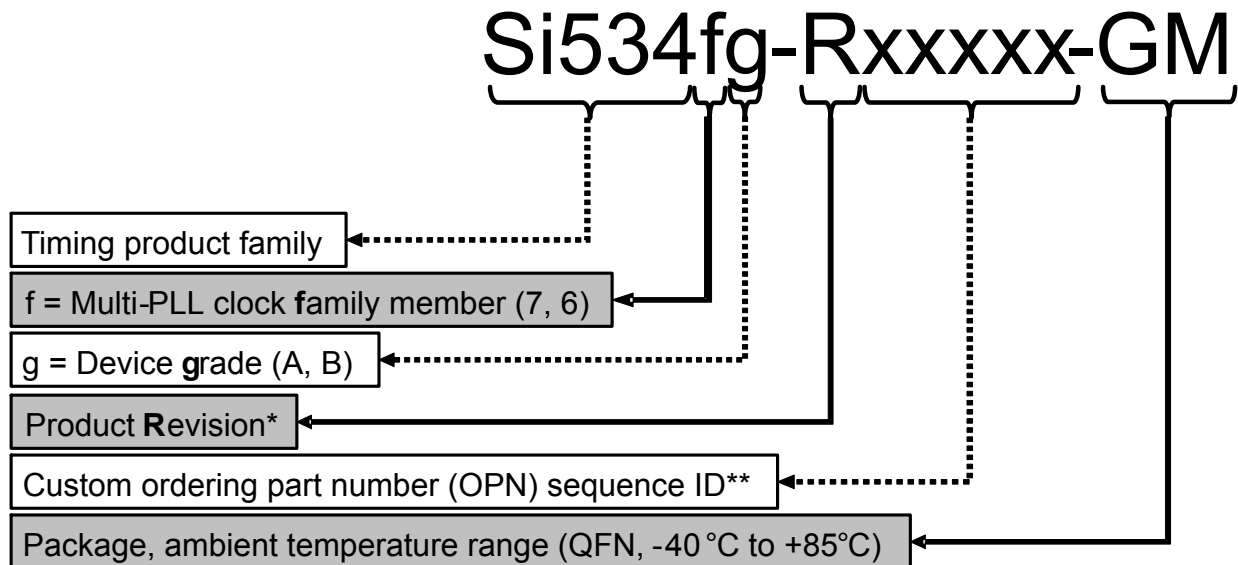 Si534fg-Rxxxxx-GM
Timing product family
f = Multi-PLL clock family member (7, 6)
g = Device grade (A, B)
Product Revision*
Custom ordering part number (OPN) sequence ID**
Package, ambient temperature range (QFN, -40°C to +85°C)